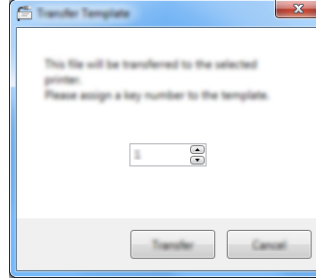 Transfer Template
This file will be transferred to the selected
printer.
Please assign a key number to the template.
1
Transfer
Cancel